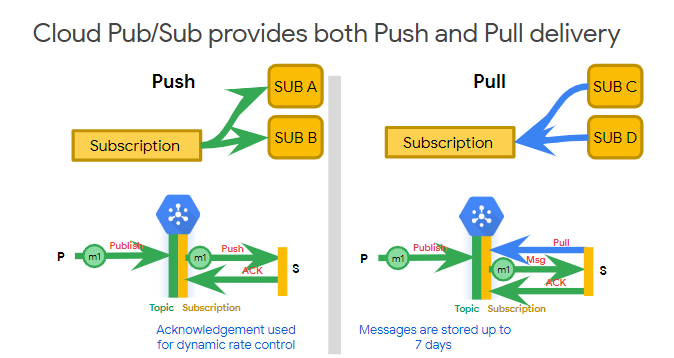 Cloud Pub/Sub provides both Push and Pull delivery
Push
SUB A
SUB B
Subscription
P
m1
Publish
m1
Push
ACK
S
Topic Subscription
Acknowledgement used
for dynamic rate control
Pull
SUB C
SUB D
Subscription
P
m1
Publish
Pull
m1
Msg
ACK
S
Topic Subscription
Messages are stored up to
7 days